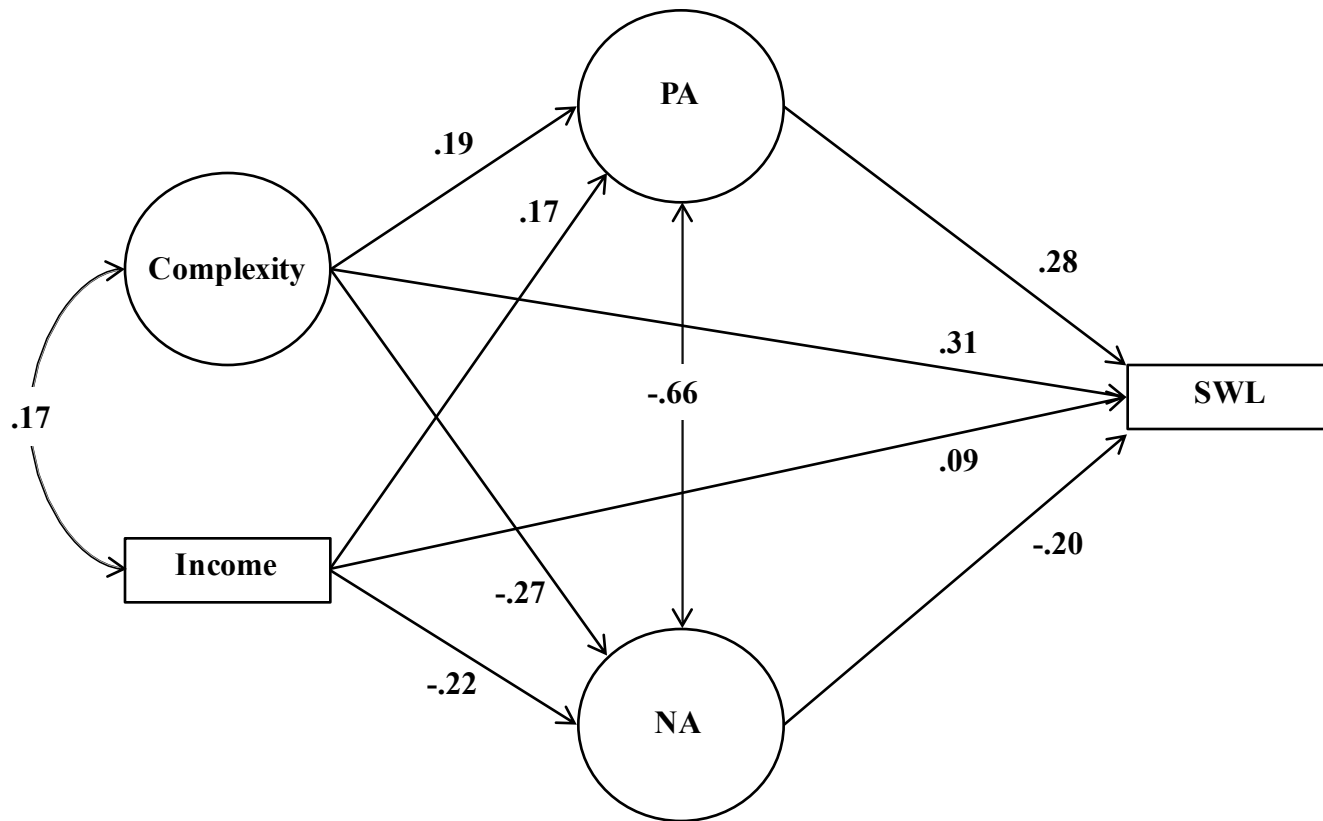 PA
.19
.17
Complexity
.28
.31
-.66
SWL
.17
.09
Income
-.20
-.27
-.22
NA